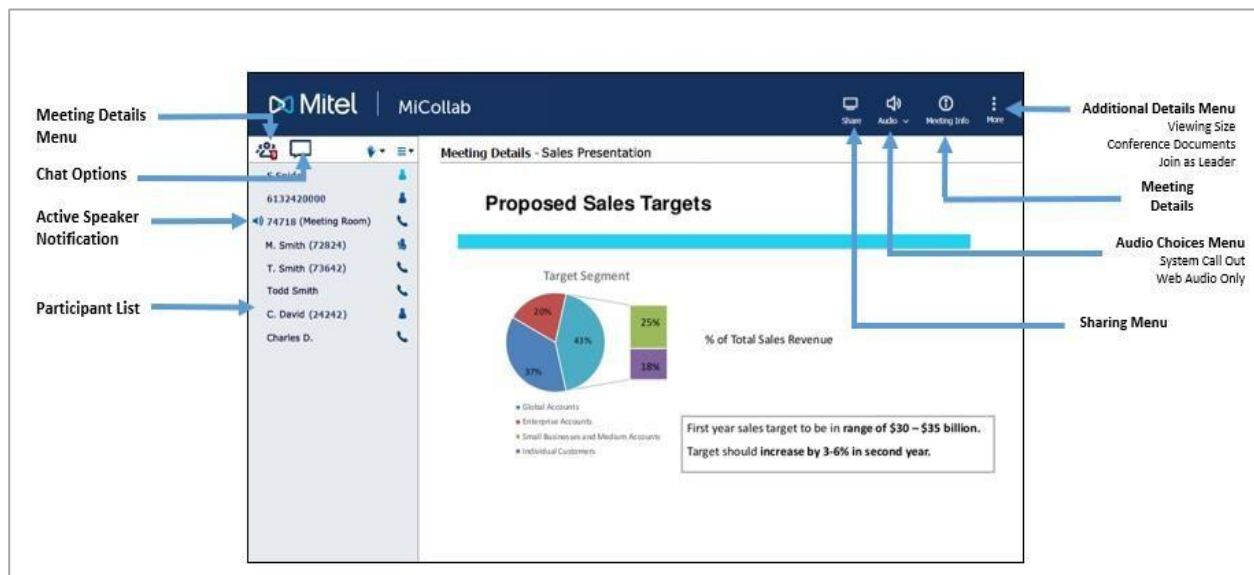 Mitel | MiCollab
Share
Audio
Meeting Info
More
Meeting Details
Menu
Chat Options
Active Speaker
Notification
Participant List
S Snider
6132420000
74718 (Meeting Room)
M. Smith (72824)
T. Smith (73642)
Todd Smith
C. David (24242)
Charles D.
Meeting Details - Sales Presentation
Proposed Sales Targets
Target Segment
20%
43%
37%
25%
18%
% of Total Sales Revenue
Global Accounts
Enterprise Accounts
Small Businesses and Medium Accounts
Individual Customers
First year sales target to be in range of $30 – $35 billion.
Target should increase by 3-6% in second year.
Additional Details Menu
Viewing Size
Conference Documents
Join as Leader
Meeting
Details
Audio Choices Menu
System Call Out
Web Audio Only
Sharing Menu